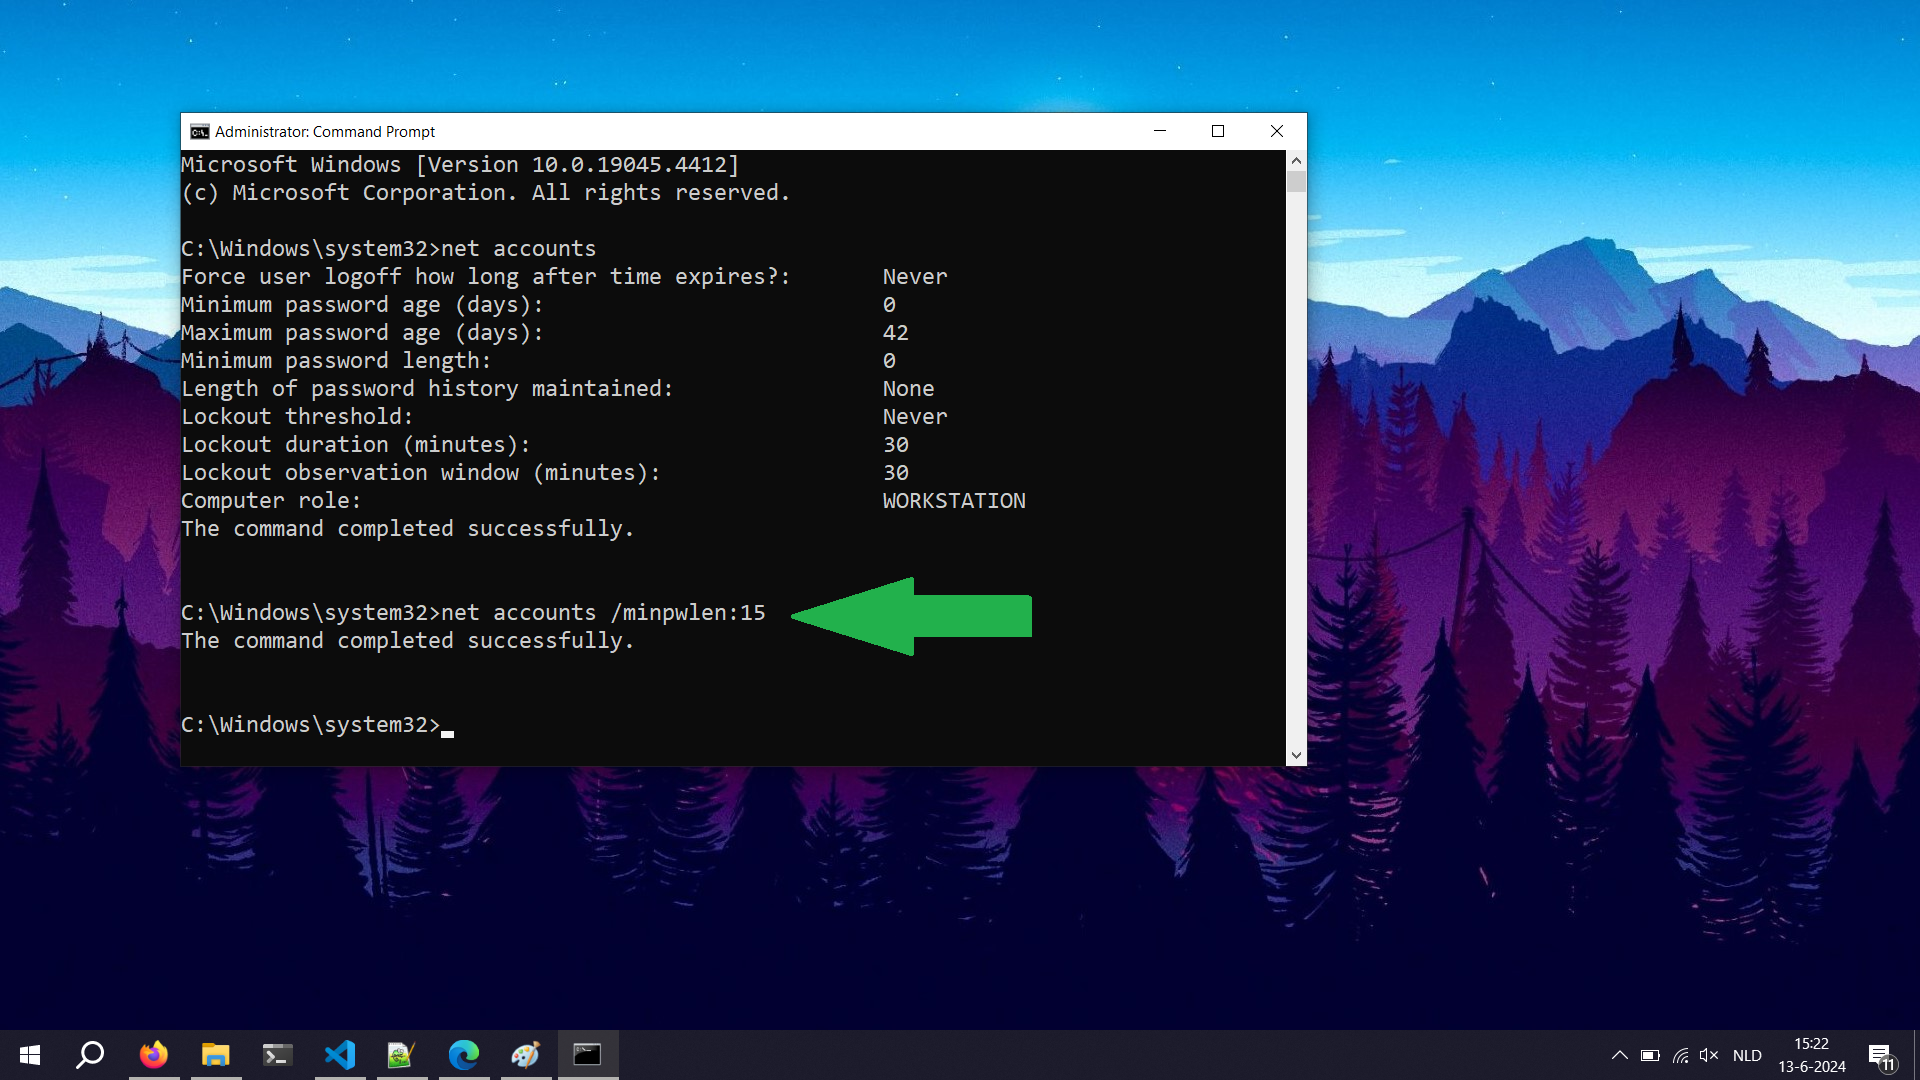 Administrator: Command Prompt
Microsoft Windows [Version 10.0.19045.4412]
(c) Microsoft Corporation. All rights reserved.
C:\Windows\system32>net accounts
Force user logoff how long after time expires?: Never
Minimum password age (days): 0
Maximum password age (days): 42
Minimum password length: 0
Length of password history maintained: None
Lockout threshold: Never
Lockout duration (minutes): 30
Lockout observation window (minutes): 30
Computer role: WORKSTATION
The command completed successfully.
C:\Windows\system32>net accounts /minpwlen:15
The command completed successfully.
C:\Windows\system32>
NLD
15:22
13-6-2024
11